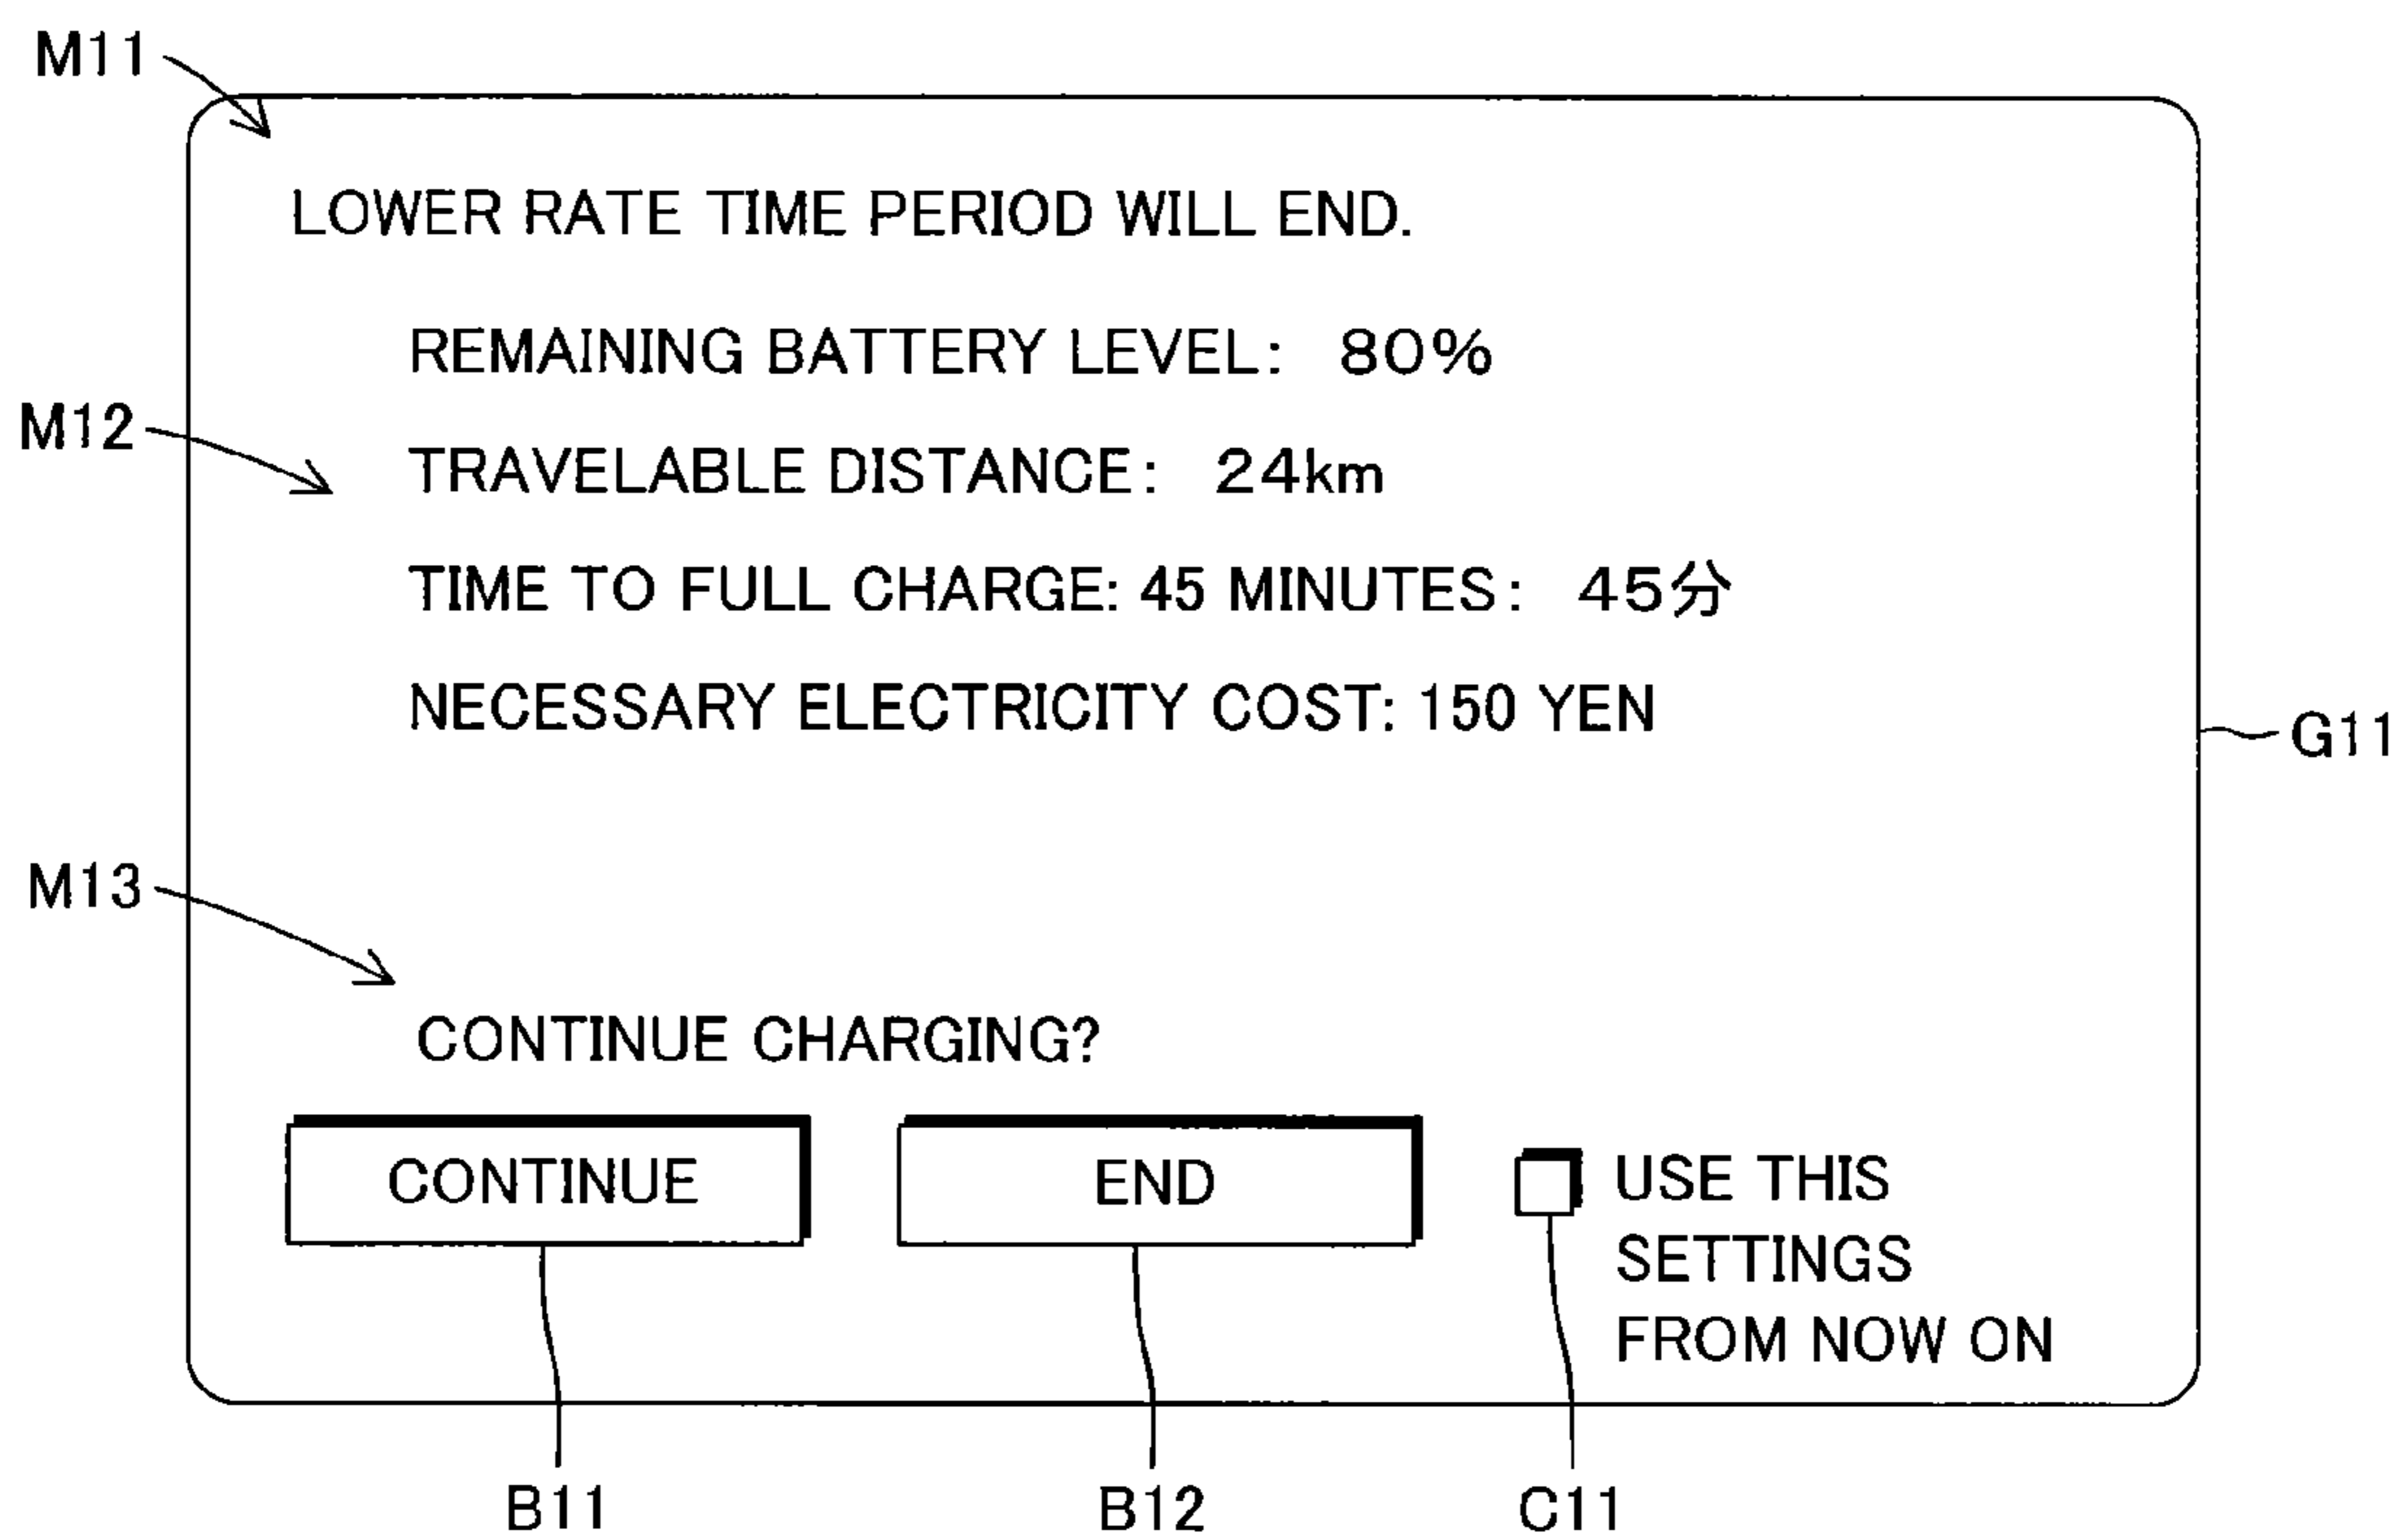 M11
LOWER RATE TIME PERIOD WILL END.
REMAINING BATTERY LEVEL: 80%
M12
TRAVELABLE DISTANCE: 24km
TIME TO FULL CHARGE: 45 MINUTES: 45分
NECESSARY ELECTRICITY COST: 150 YEN
G11
M13
CONTINUE CHARGING?
CONTINUE
END
USE THIS
SETTINGS
FROM NOW ON
B11
B12
C11